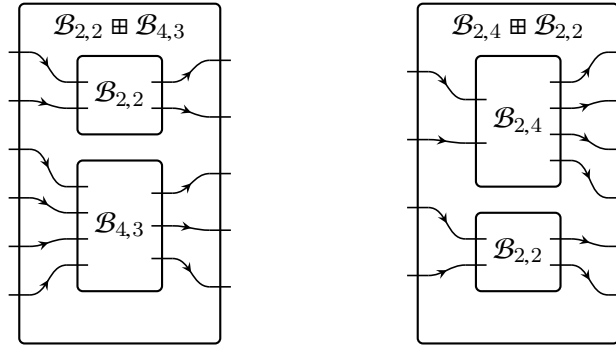 ℬ₂,₂ ⊞ ℬ₄,₃
ℬ₂,₂
ℬ₄,₃
ℬ₂,₄ ⊞ ℬ₂,₂
ℬ₂,₄
ℬ₂,₂